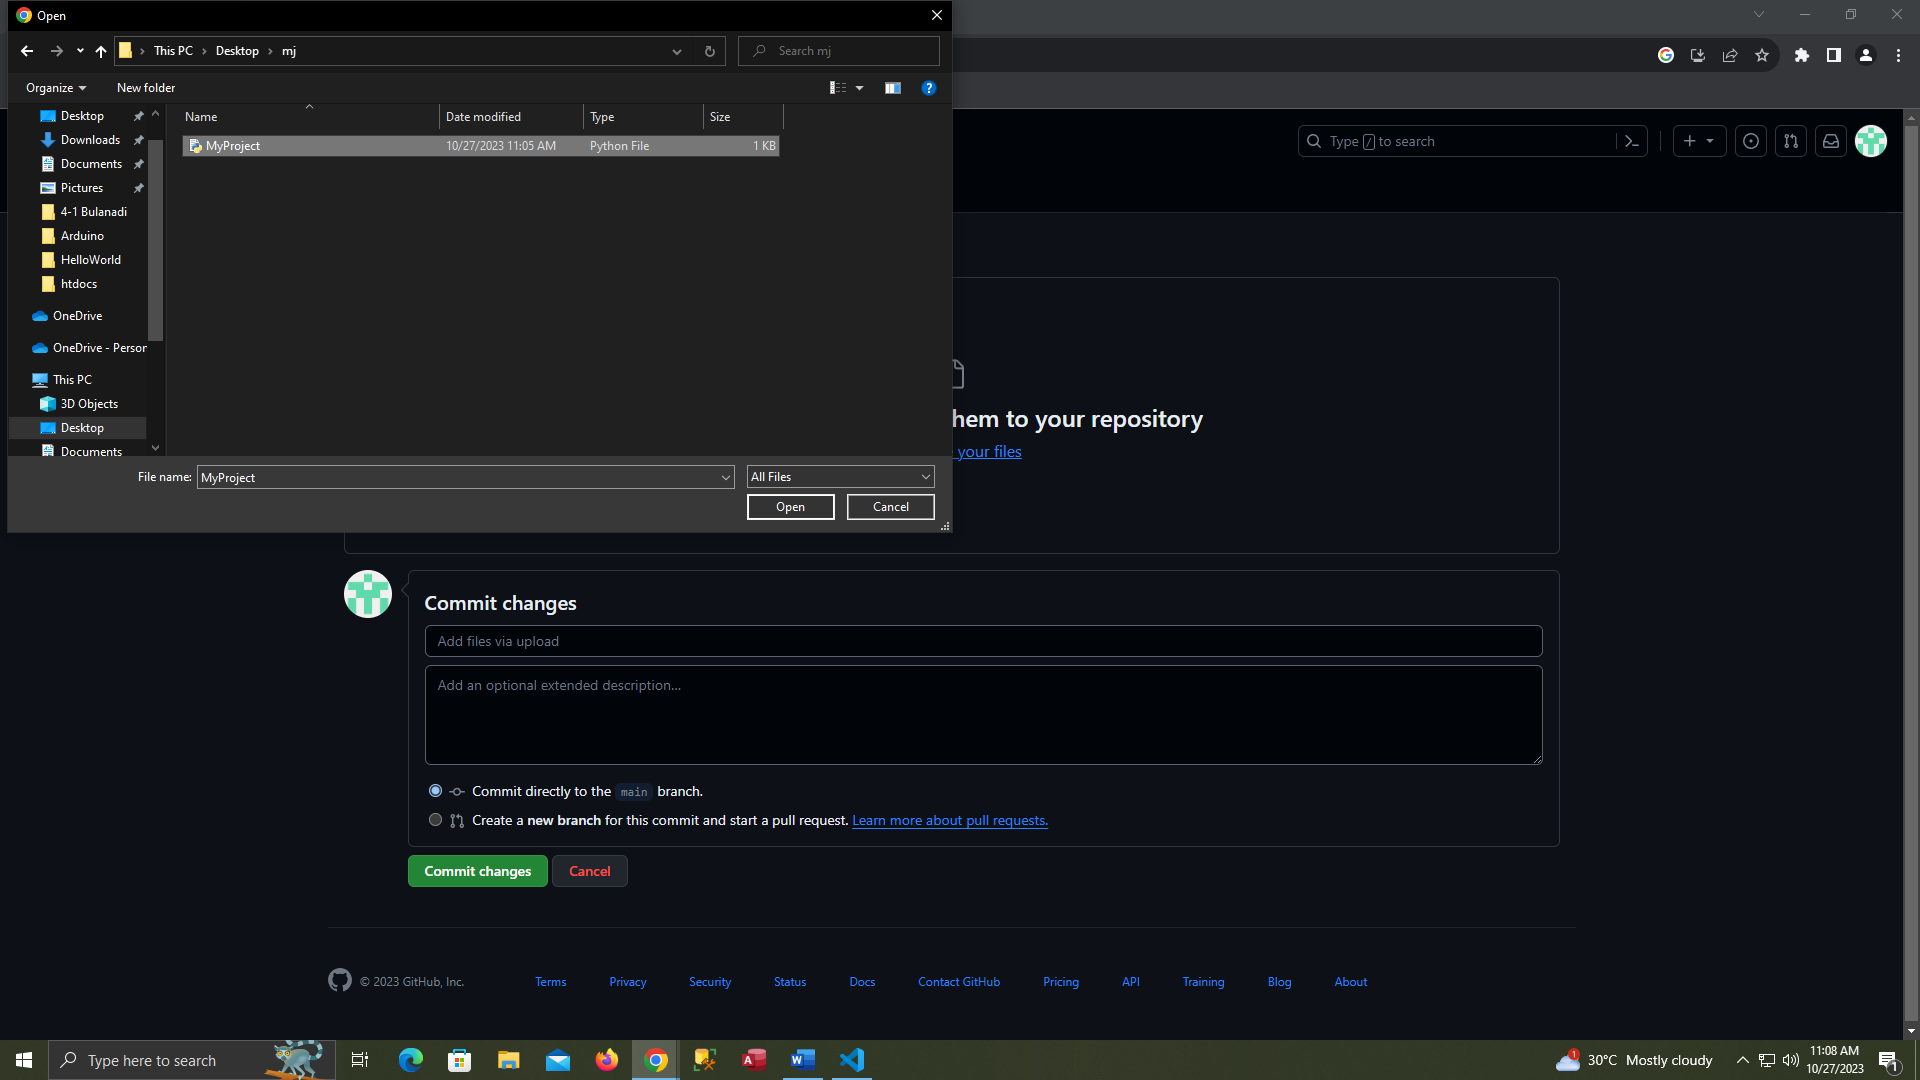 Open
This PC > Desktop > mj
Search mj
Organize
New folder
Desktop
Downloads
Documents
Pictures
4-1 Bulanadi
Arduino
HelloWorld
htdocs
OneDrive
OneDrive - Person
This PC
3D Objects
Desktop
Documents
Name Date modified Type Size
MyProject 10/27/2023 11:05 AM Python File 1 KB
File name: MyProject
All Files
Open Cancel
Type / to search
hem to your repository
your files
Commit changes
Add files via upload
Add an optional extended description...
Commit directly to the main branch.
Create a new branch for this commit and start a pull request. Learn more about pull requests.
Commit changes Cancel
© 2023 GitHub, Inc. Terms Privacy Security Status Docs Contact GitHub Pricing API Training Blog About
Type here to search
1
30°C Mostly cloudy
11:08 AM
10/27/2023
1